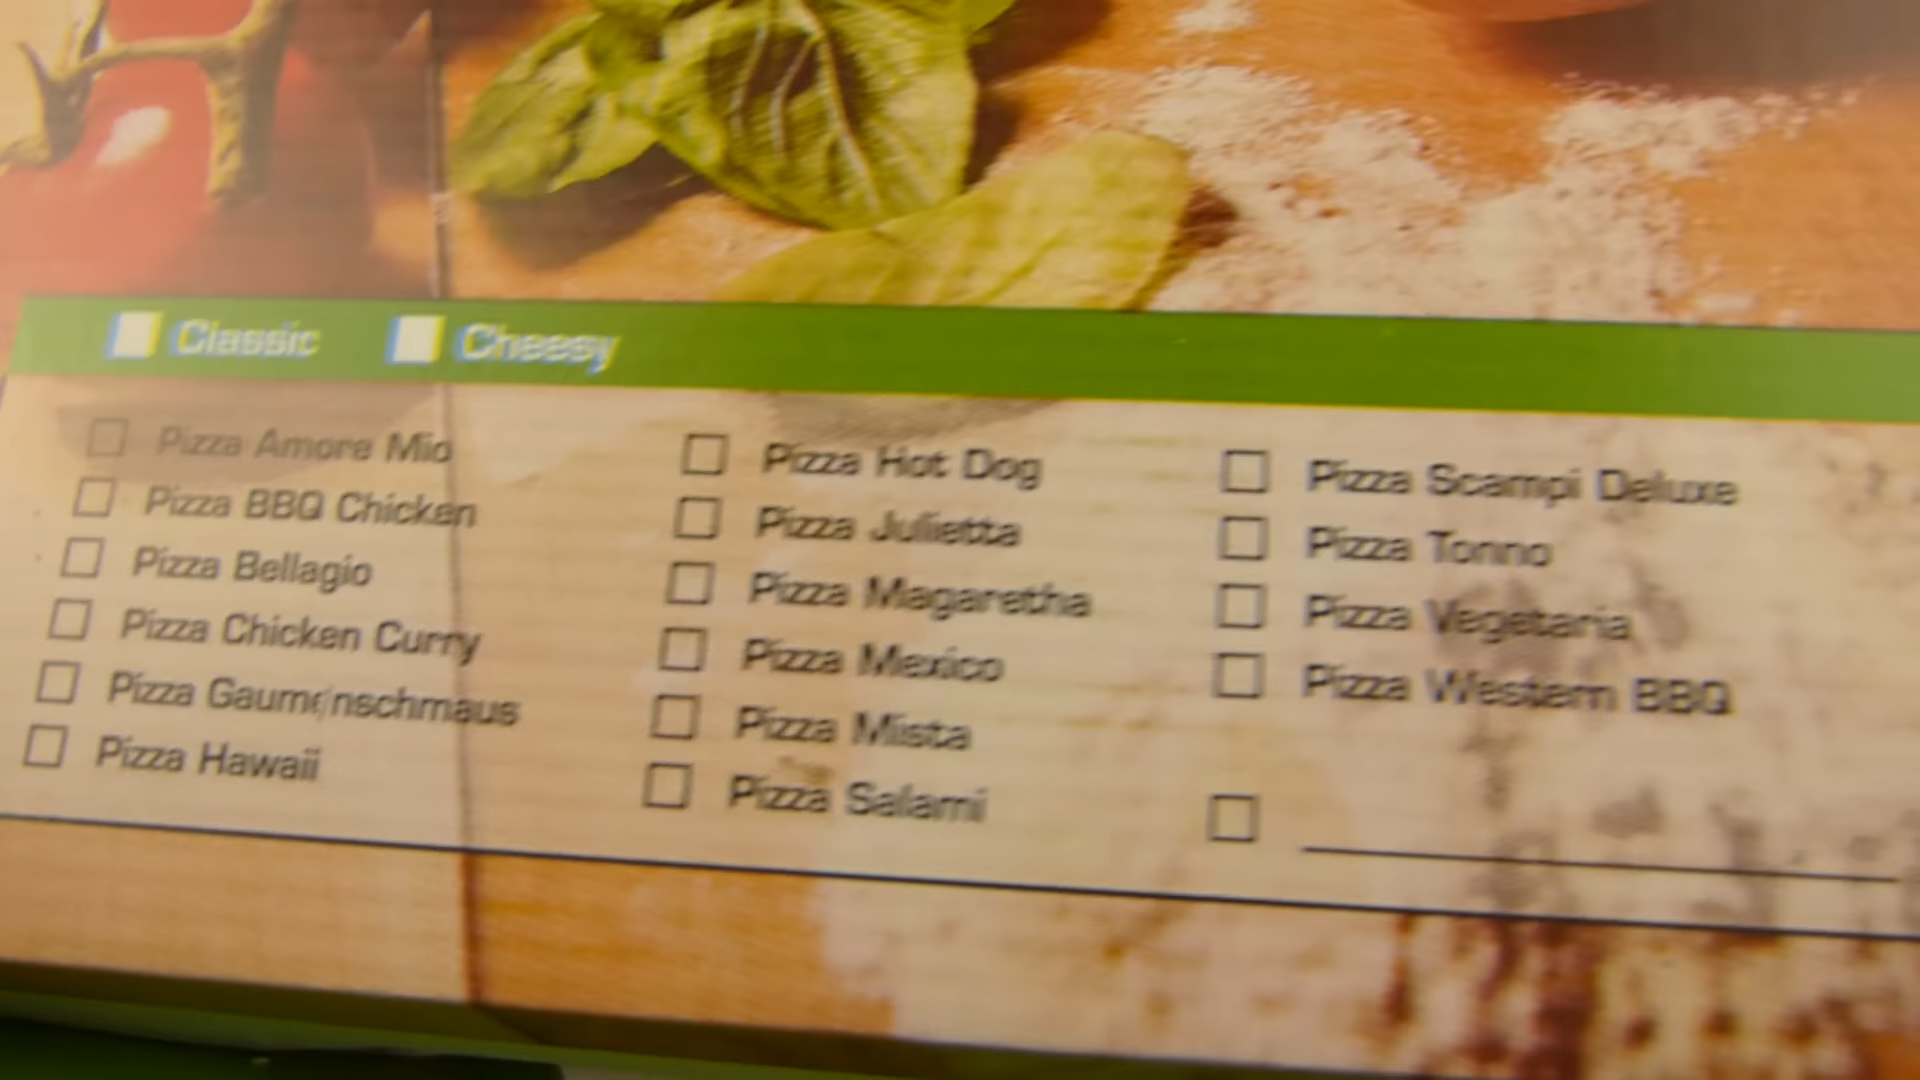 Classic Cheesy
Pizza Amore Mio
Pizza BBQ Chicken
Pizza Bellagio
Pizza Chicken Curry
Pizza Gaumenschmaus
Pizza Hawaii
Pizza Hot Dog
Pizza Julietta
Pizza Magaretha
Pizza Mexico
Pizza Mista
Pizza Salami
Pizza Scampi Deluxe
Pizza Tonno
Pizza Vegetaria
Pizza Western BBQ